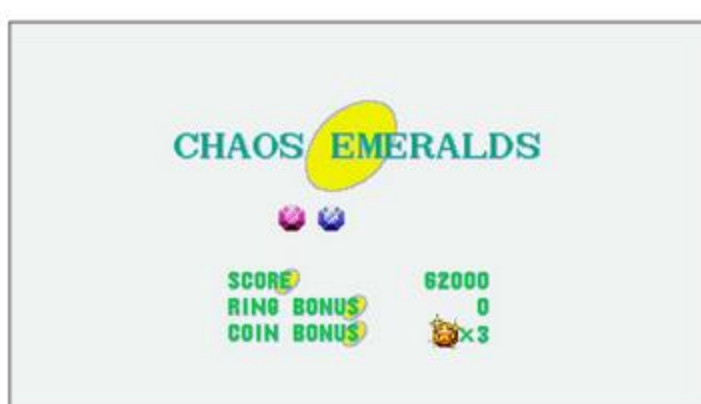 CHAOS EMERALDS
SCORE 62000
RING BONUS 0
COIN BONUS ×3